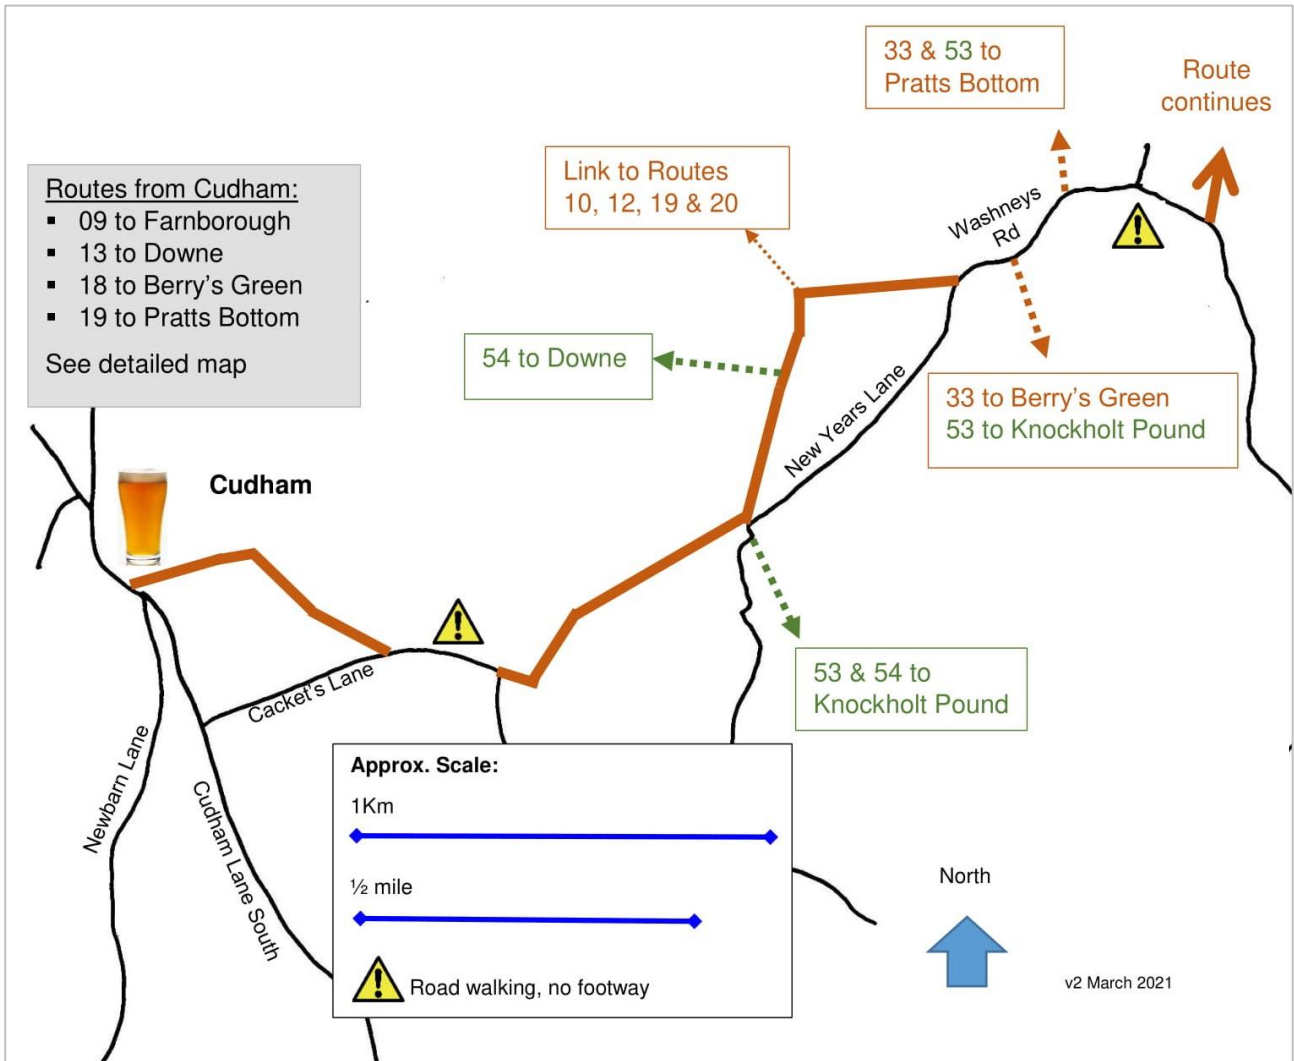 33 & 53 to
Pratts Bottom
Route
continues
Link to Routes
10, 12, 19 & 20
Washneys
Rd
Routes from Cudham:
▪ 09 to Farnborough
▪ 13 to Downe
▪ 18 to Berry's Green
▪ 19 to Pratts Bottom
See detailed map
54 to Downe
New Years Lane
33 to Berry's Green
53 to Knockholt Pound
Cudham
53 & 54 to
Knockholt Pound
Cacket's Lane
Newbarn Lane
Cudham Lane South
Approx. Scale:
1Km
½ mile
Road walking, no footway
North
v2 March 2021